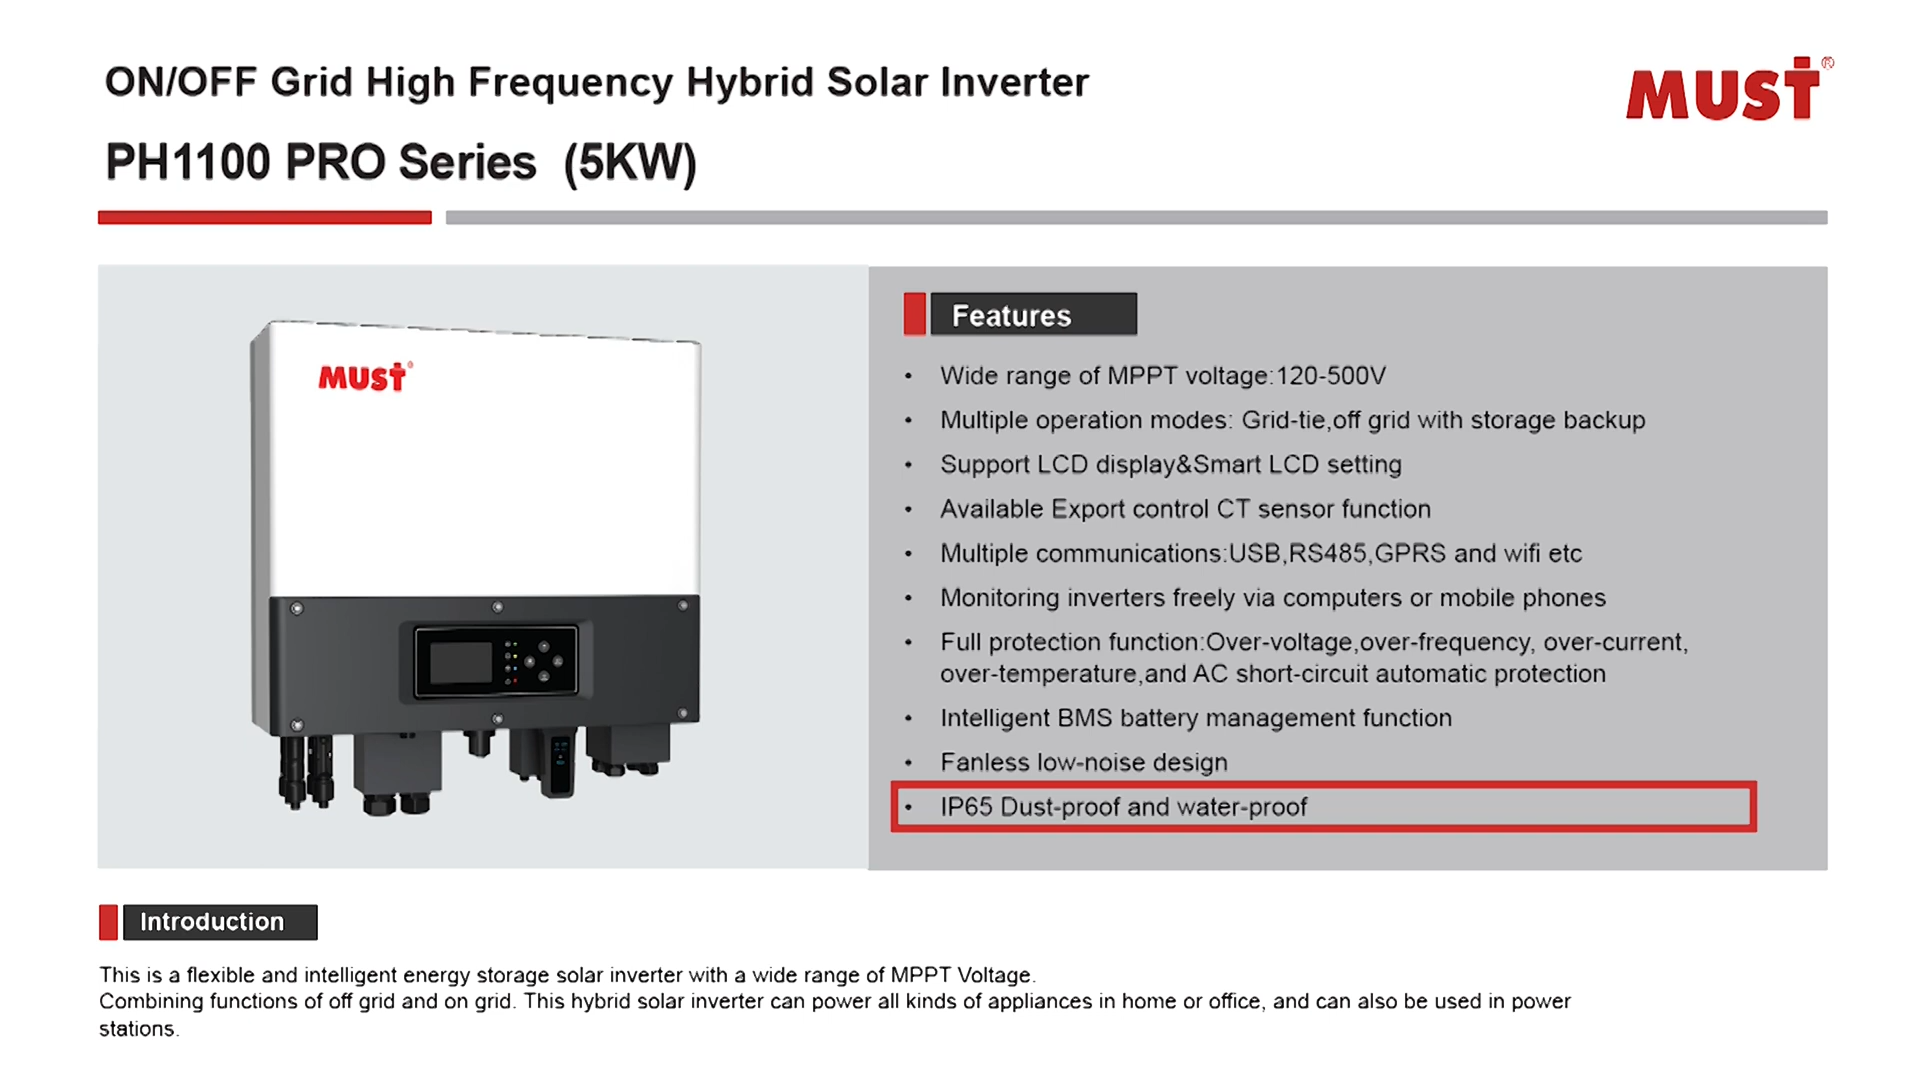 ON/OFF Grid High Frequency Hybrid Solar Inverter
MUST®
PH1100 PRO Series (5KW)
MUST®
Features
• Wide range of MPPT voltage:120-500V
• Multiple operation modes: Grid-tie,off grid with storage backup
• Support LCD display&Smart LCD setting
• Available Export control CT sensor function
• Multiple communications:USB,RS485,GPRS and wifi etc
• Monitoring inverters freely via computers or mobile phones
• Full protection function:Over-voltage,over-frequency, over-current,
over-temperature,and AC short-circuit automatic protection
• Intelligent BMS battery management function
• Fanless low-noise design
• IP65 Dust-proof and water-proof
Introduction
This is a flexible and intelligent energy storage solar inverter with a wide range of MPPT Voltage.
Combining functions of off grid and on grid. This hybrid solar inverter can power all kinds of appliances in home or office, and can also be used in power
stations.